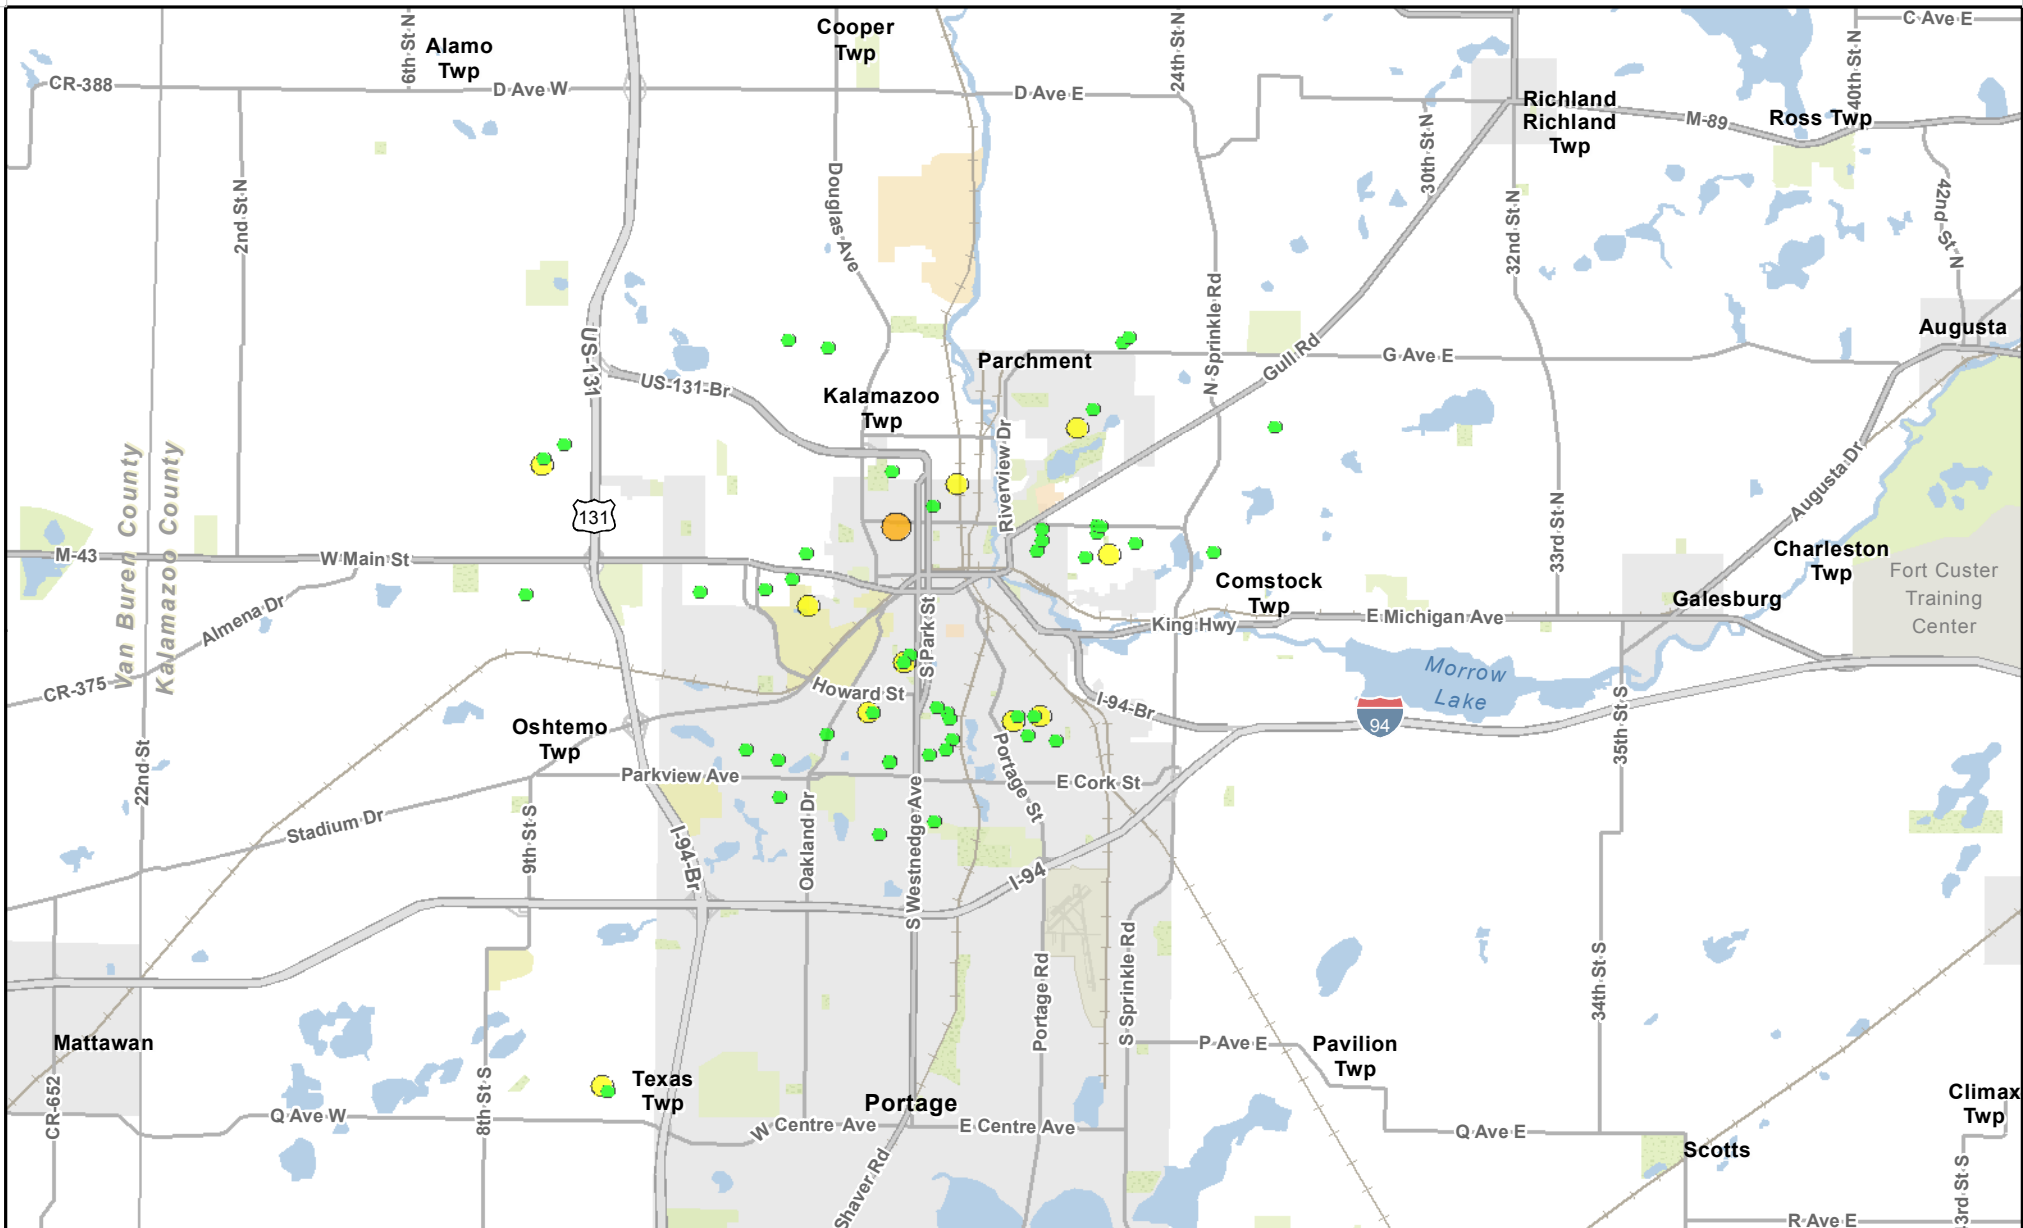 C Ave E
6th St N
Alamo
Twp
Cooper
Twp
24th St N
40th St N
CR-388
D Ave W
D Ave E
30th St N
Richland
Richland
Twp
M-89
Ross Twp
2nd St N
Douglas Ave
32nd St N
42nd St N
N Sprinkle Rd
US-131
US-131-Br
Kalamazoo
Twp
Parchment
Gull Rd
G Ave E
Augusta
Van Buren County
Kalamazoo County
131
Riverview Dr
33rd St N
Augusta Dr
M-43
W Main St
Charleston
Twp
Comstock
Twp
Fort Custer
Training
Center
Galesburg
Almena Dr
E Michigan Ave
King Hwy
S Park St
CR-375
Howard St
Morrow
Lake
I-94-Br
94
35th St S
Oshtemo
Twp
22nd St
Parkview Ave
Portage St
E Cork St
Stadium Dr
9th St S
I-94-Br
Oakland Dr
S Westnedge Ave
I-94
S Sprinkle Rd
Portage Rd
34th St S
Mattawan
CR-652
8th St S
Texas
Twp
P Ave E
Pavilion
Twp
Q Ave W
W Centre Ave
Portage
E Centre Ave
Q Ave E
Climax
Twp
Scotts
Shaver Rd
3rd St S
R Ave E